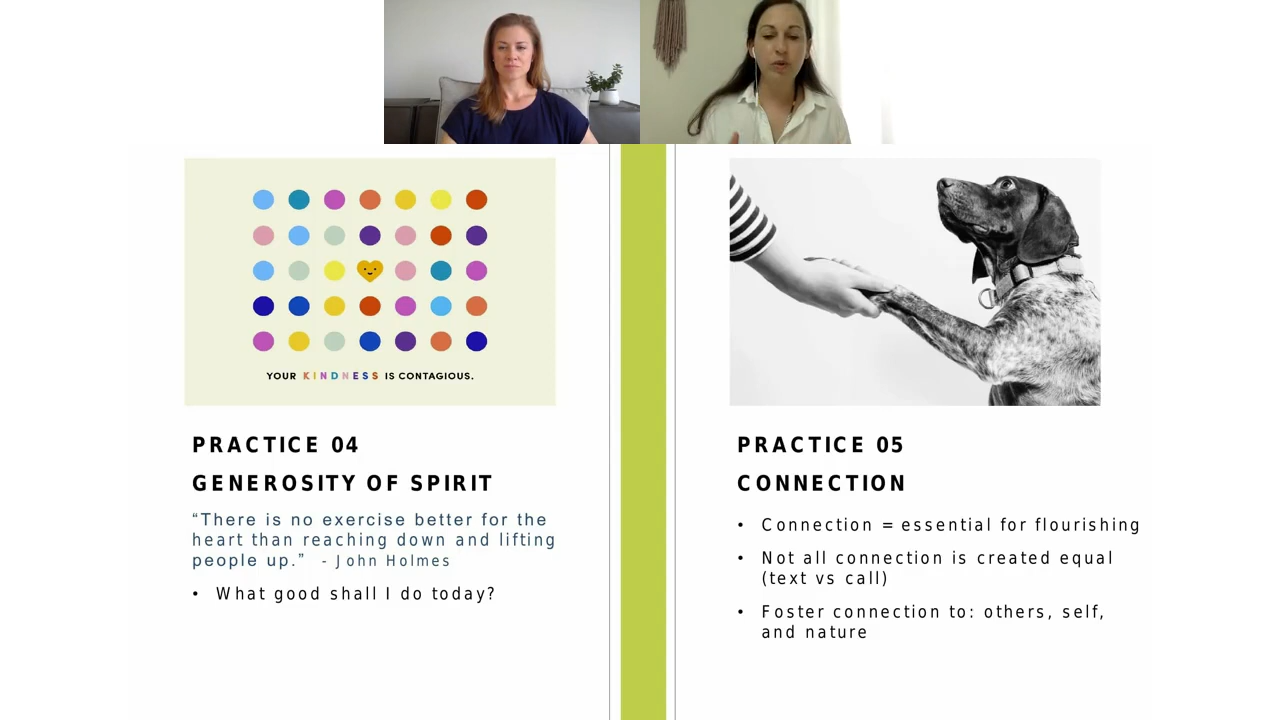 YOUR KINDNESS IS CONTAGIOUS.
PRACTICE 04
GENEROSITY OF SPIRIT
“There is no exercise better for the
heart than reaching down and lifting
people up.” - John Holmes
• What good shall I do today?
PRACTICE 05
CONNECTION
• Connection = essential for flourishing
• Not all connection is created equal
(text vs call)
• Foster connection to: others, self,
and nature